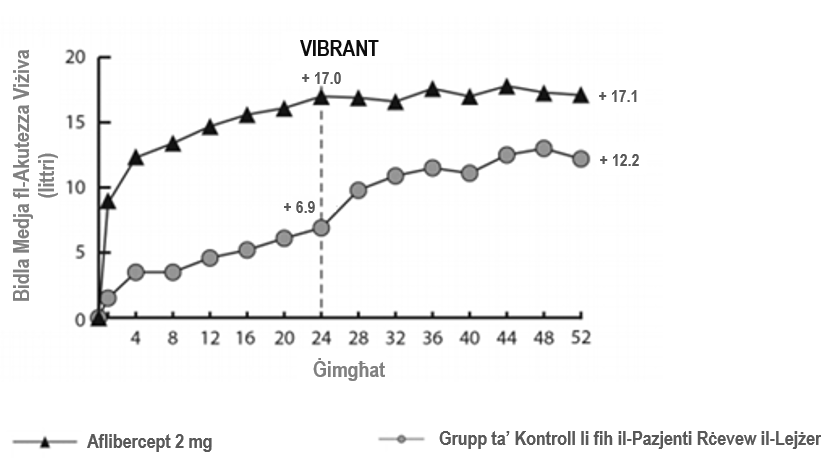 VIBRANT
Bidla Medja fl-Akutezza Viżiva
(littri)
20
15
10
5
0
+ 17.0
+ 17.1
+ 6.9
+ 12.2
4 8 12 16 20 24 28 32 36 40 44 48 52
Ġimgħat
Aflibercept 2 mg
Grupp ta’ Kontroll li fih il-Pazjenti Rċevew il-Lejżer